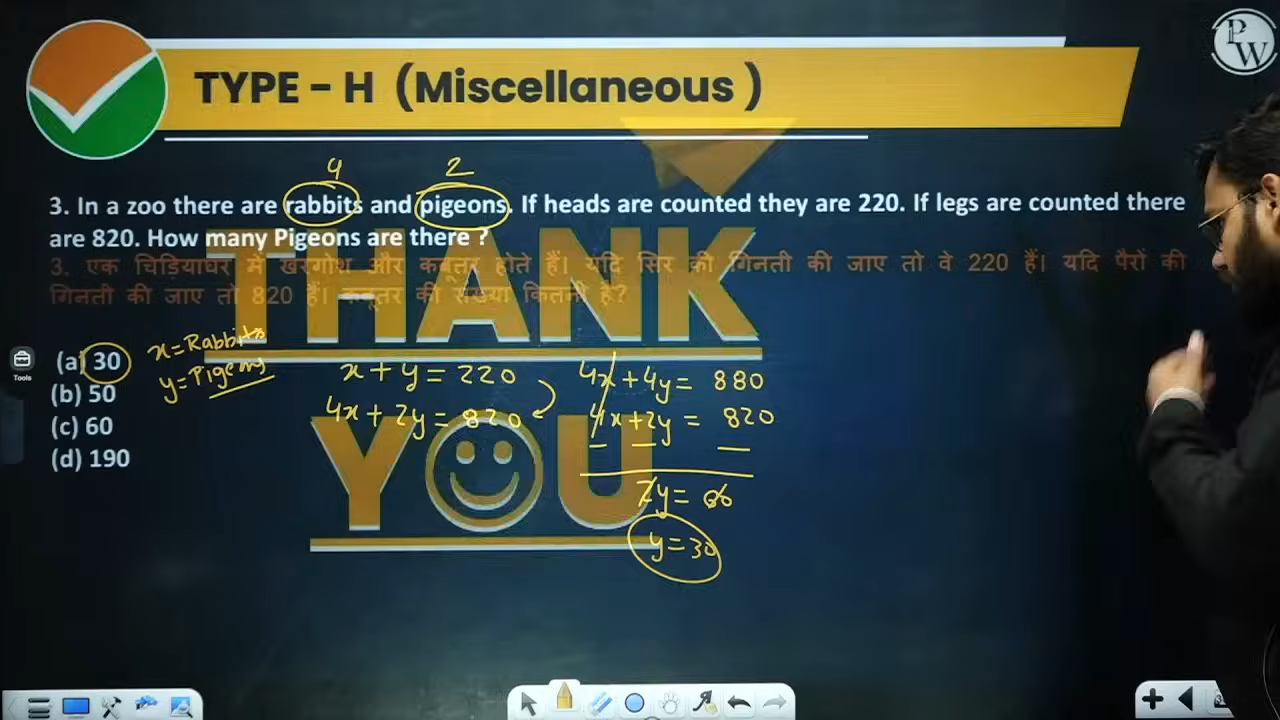 PW
TYPE – H (Miscellaneous )
4 2
3. In a zoo there are rabbits and pigeons. If heads are counted they are 220. If legs are counted there
are 820. How many Pigeons are there ?
3. एक चिड़ियाघर में खरगोश और कबूतर होते हैं। यदि सिर की गिनती की जाए तो वे 220 हैं। यदि पैरों की
गिनती की जाए तो 820 हैं। कबूतर की संख्या कितनी है?
THANK
YOU
(a) 30
(b) 50
(c) 60
(d) 190
x = Rabbits
y = Pigeons
x + y = 220
4x + 2y = 820
4x + 4y = 880
4x + 2y = 820
2y =
y = 30
Tools